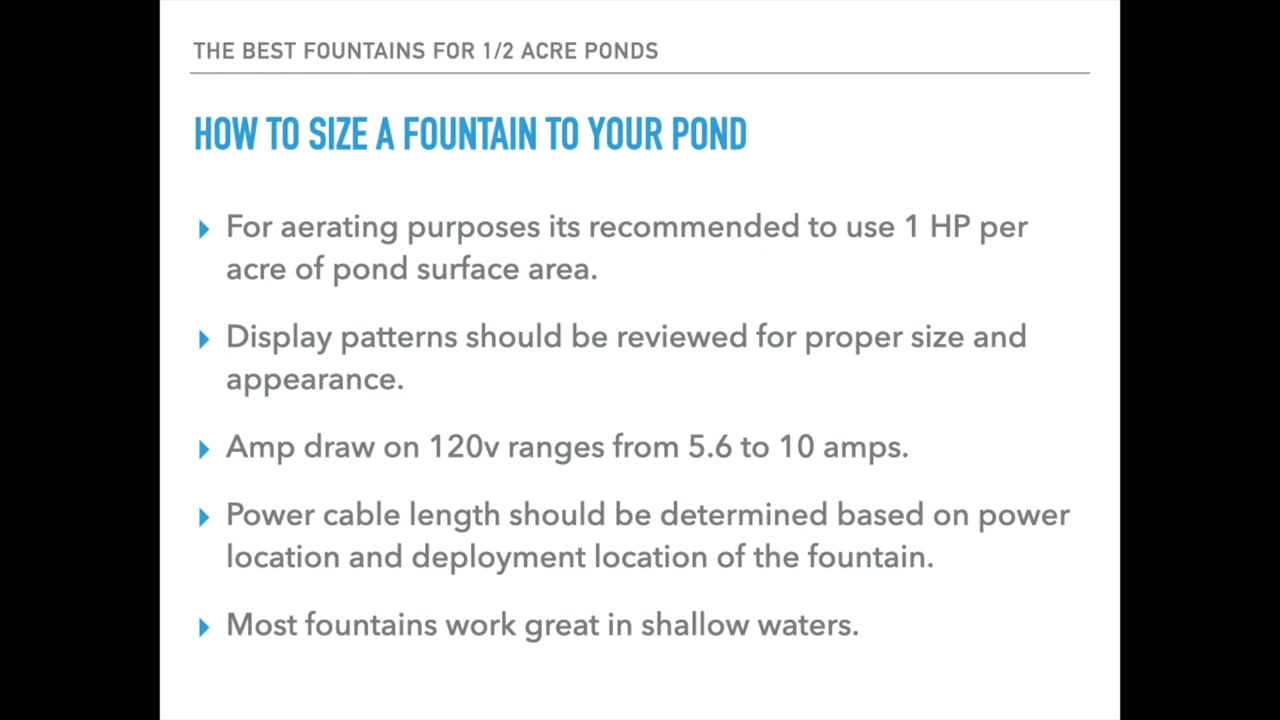 THE BEST FOUNTAINS FOR 1/2 ACRE PONDS
HOW TO SIZE A FOUNTAIN TO YOUR POND
For aerating purposes its recommended to use 1 HP per
acre of pond surface area.
Display patterns should be reviewed for proper size and
appearance.
Amp draw on 120v ranges from 5.6 to 10 amps.
Power cable length should be determined based on power
location and deployment location of the fountain.
Most fountains work great in shallow waters.